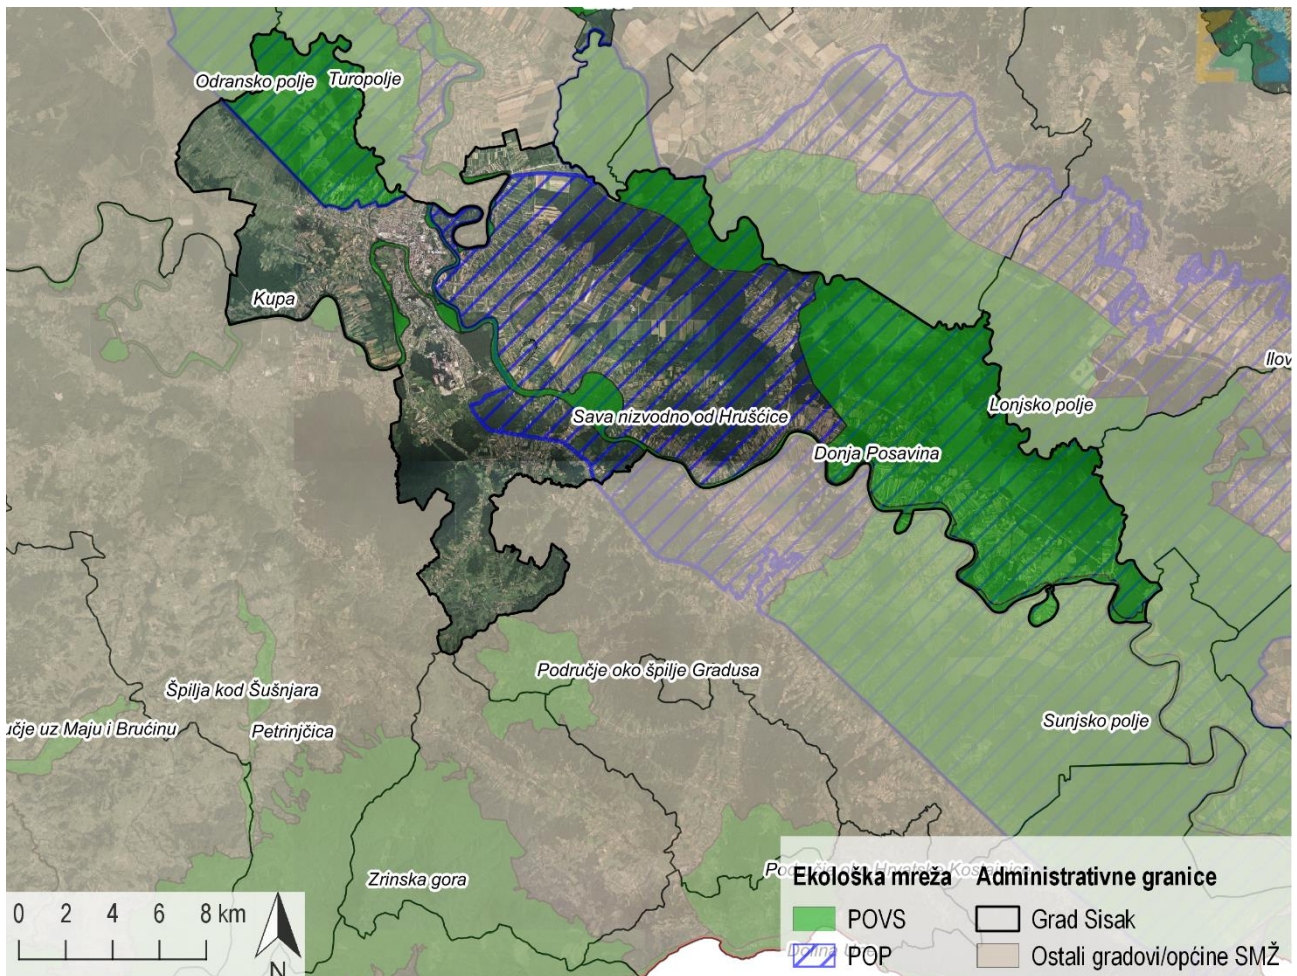 Odransko polje
Turopolje
Kupa
Ilov
Lonjsko polje
Sava nizvodno od Hrušćice
Donja Posavina
Područje oko špilje Gradusa
Špilja kod Šušnjara
učje uz Maju i Brućinu
Petrinjčica
Sunjsko polje
Zrinska gora
Ekološka mreža
POVS
POP
Administrativne granice
Grad Sisak
Ostali gradovi/općine SMŽ
0 2 4 6 8 km
N